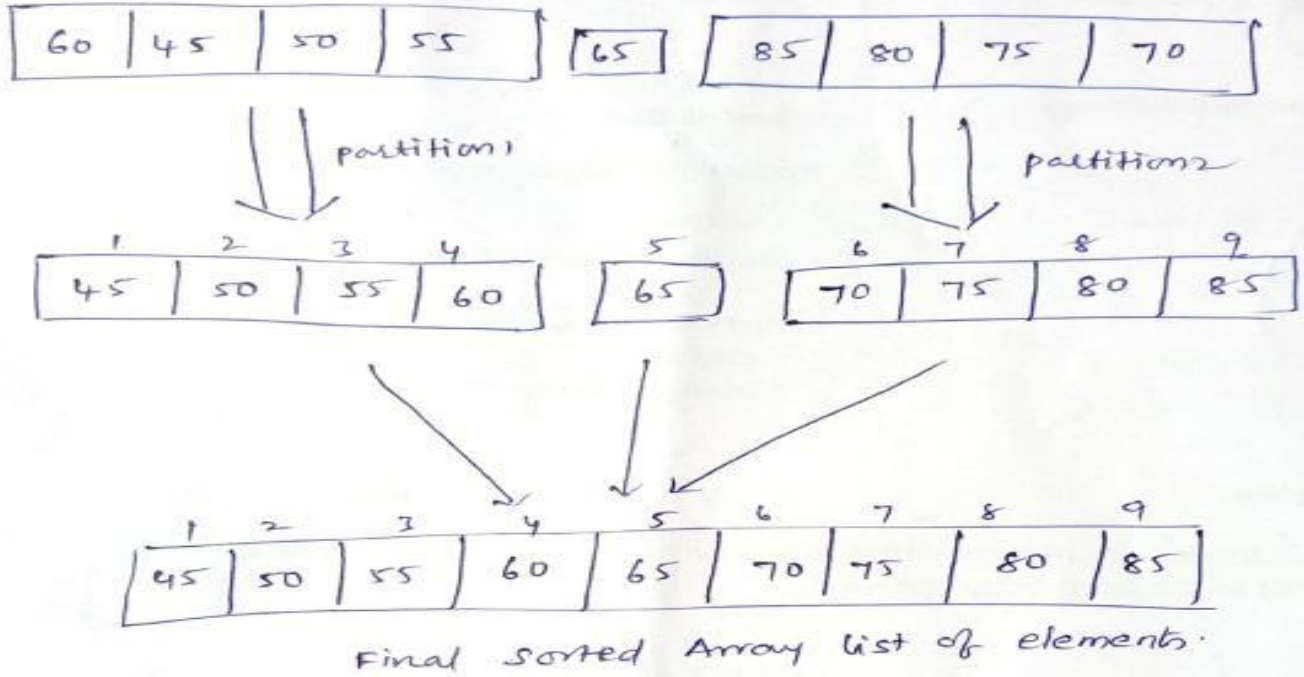 60 45 50 55 65 85 80 75 70
partition1 partition2
1 2 3 4 5 6 7 8 9
45 50 55 60 65 70 75 80 85
1 2 3 4 5 6 7 8 9
45 50 55 60 65 70 75 80 85
Final sorted Array list of elements.